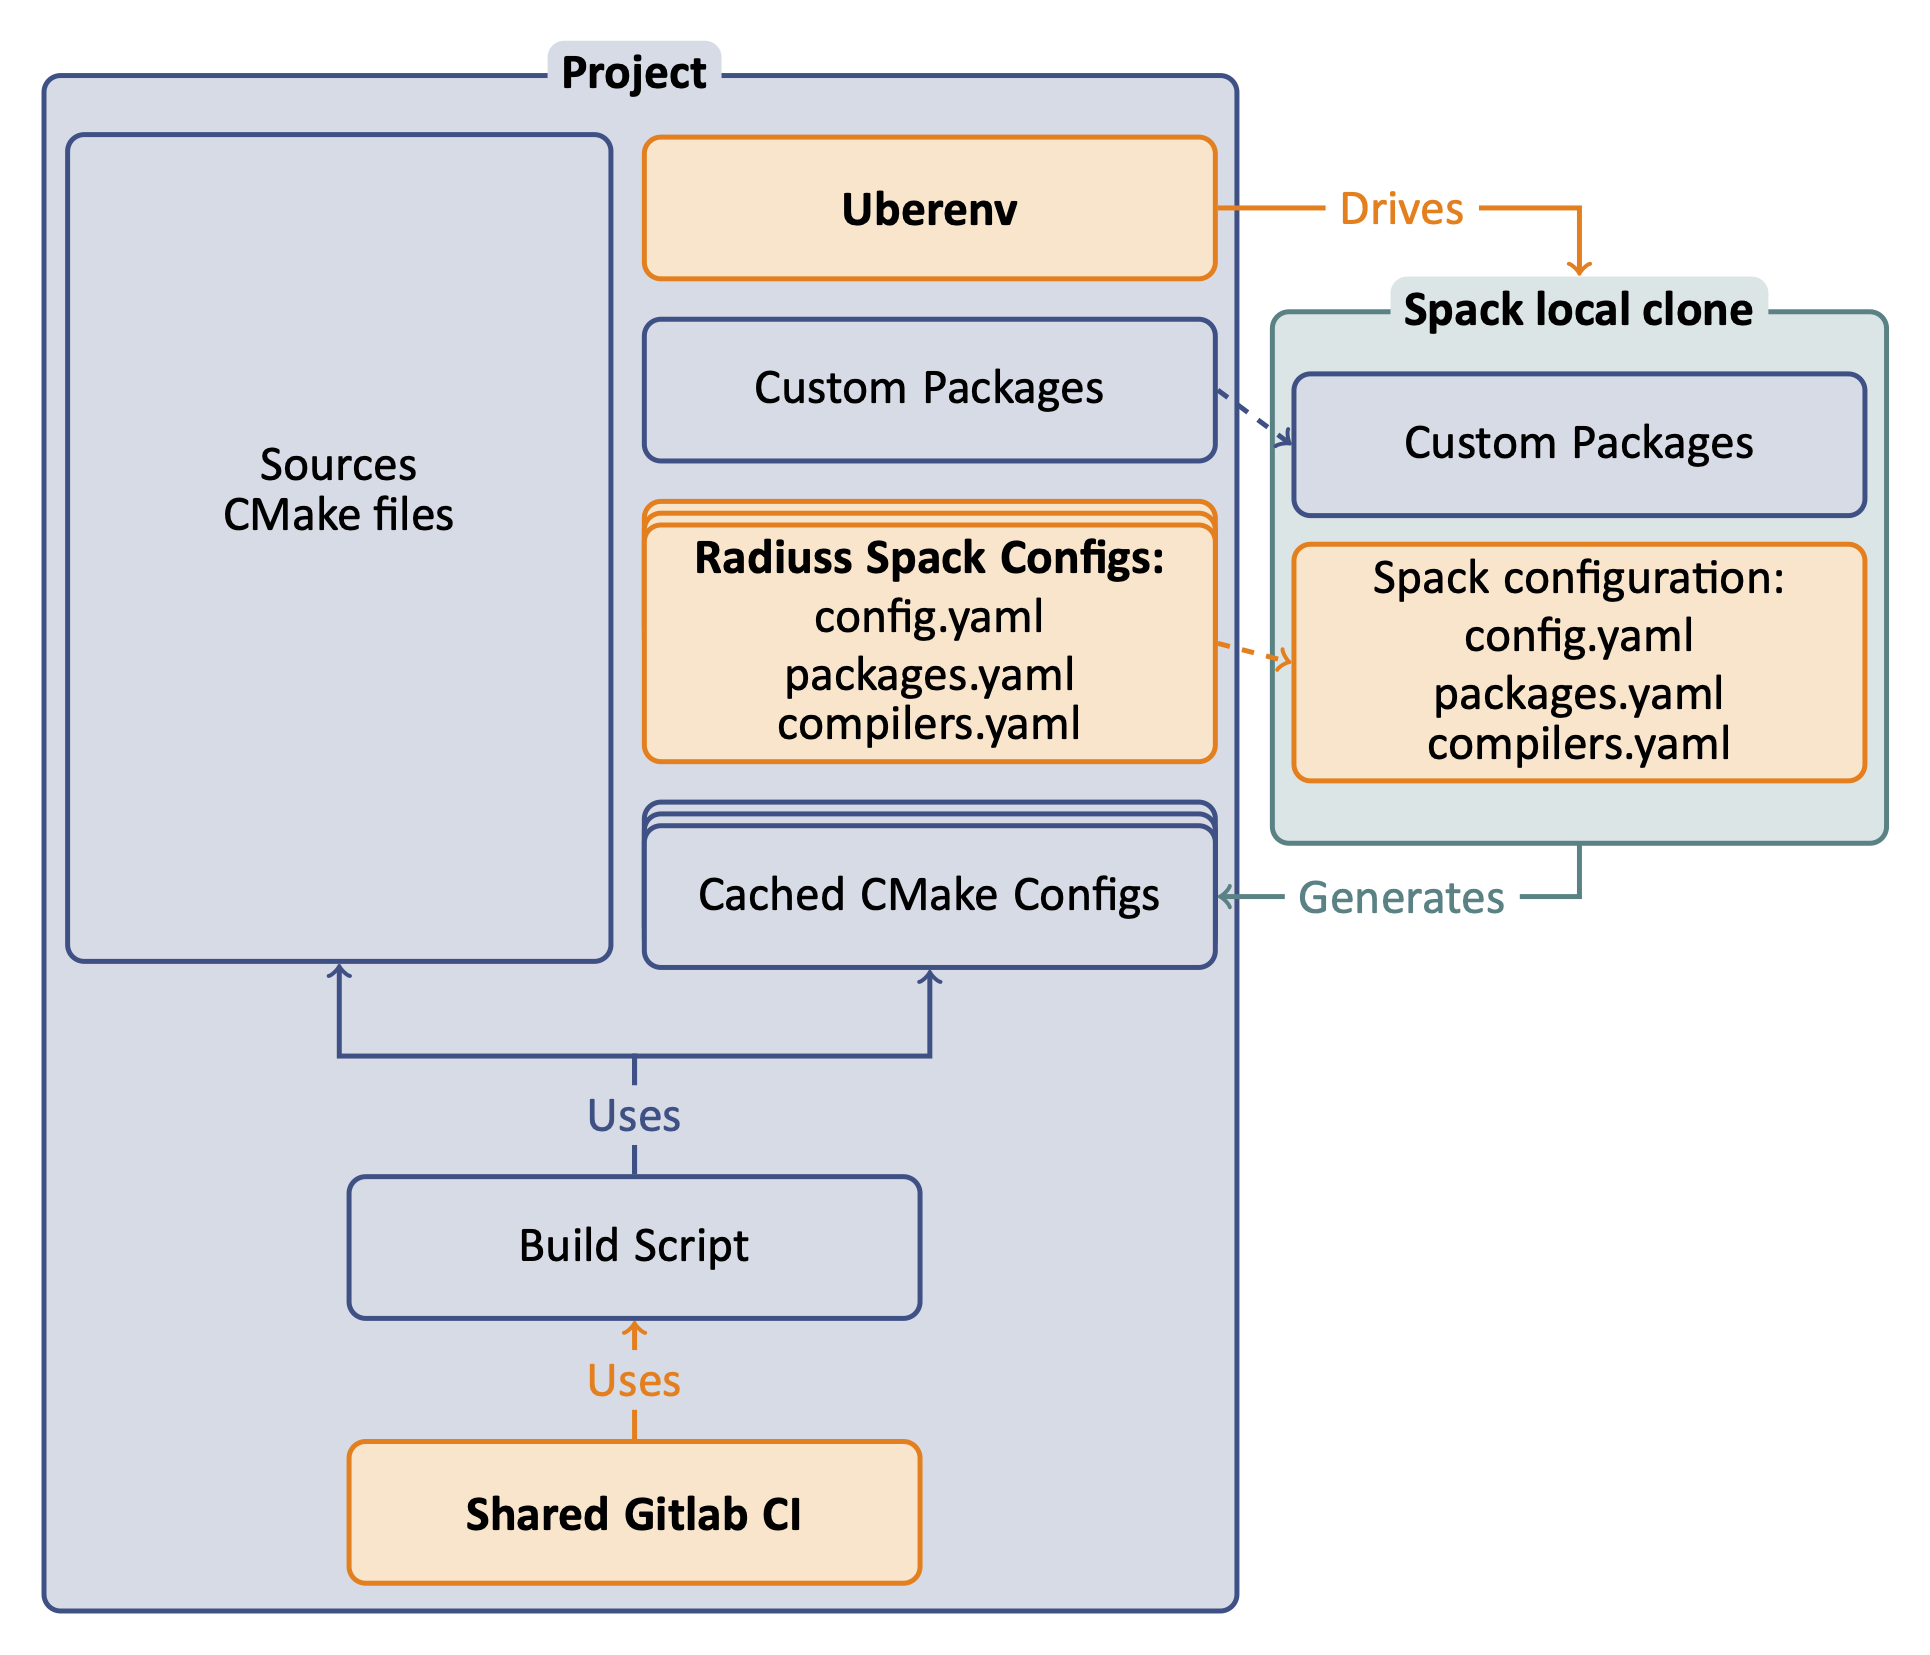 Project
Sources
CMake files
Uberenv
Drives
Custom Packages
Radiuss Spack Configs:
config.yaml
packages.yaml
compilers.yaml
Cached CMake Configs
Spack local clone
Custom Packages
Spack configuration:
config.yaml
packages.yaml
compilers.yaml
Generates
Uses
Build Script
Uses
Shared Gitlab CI